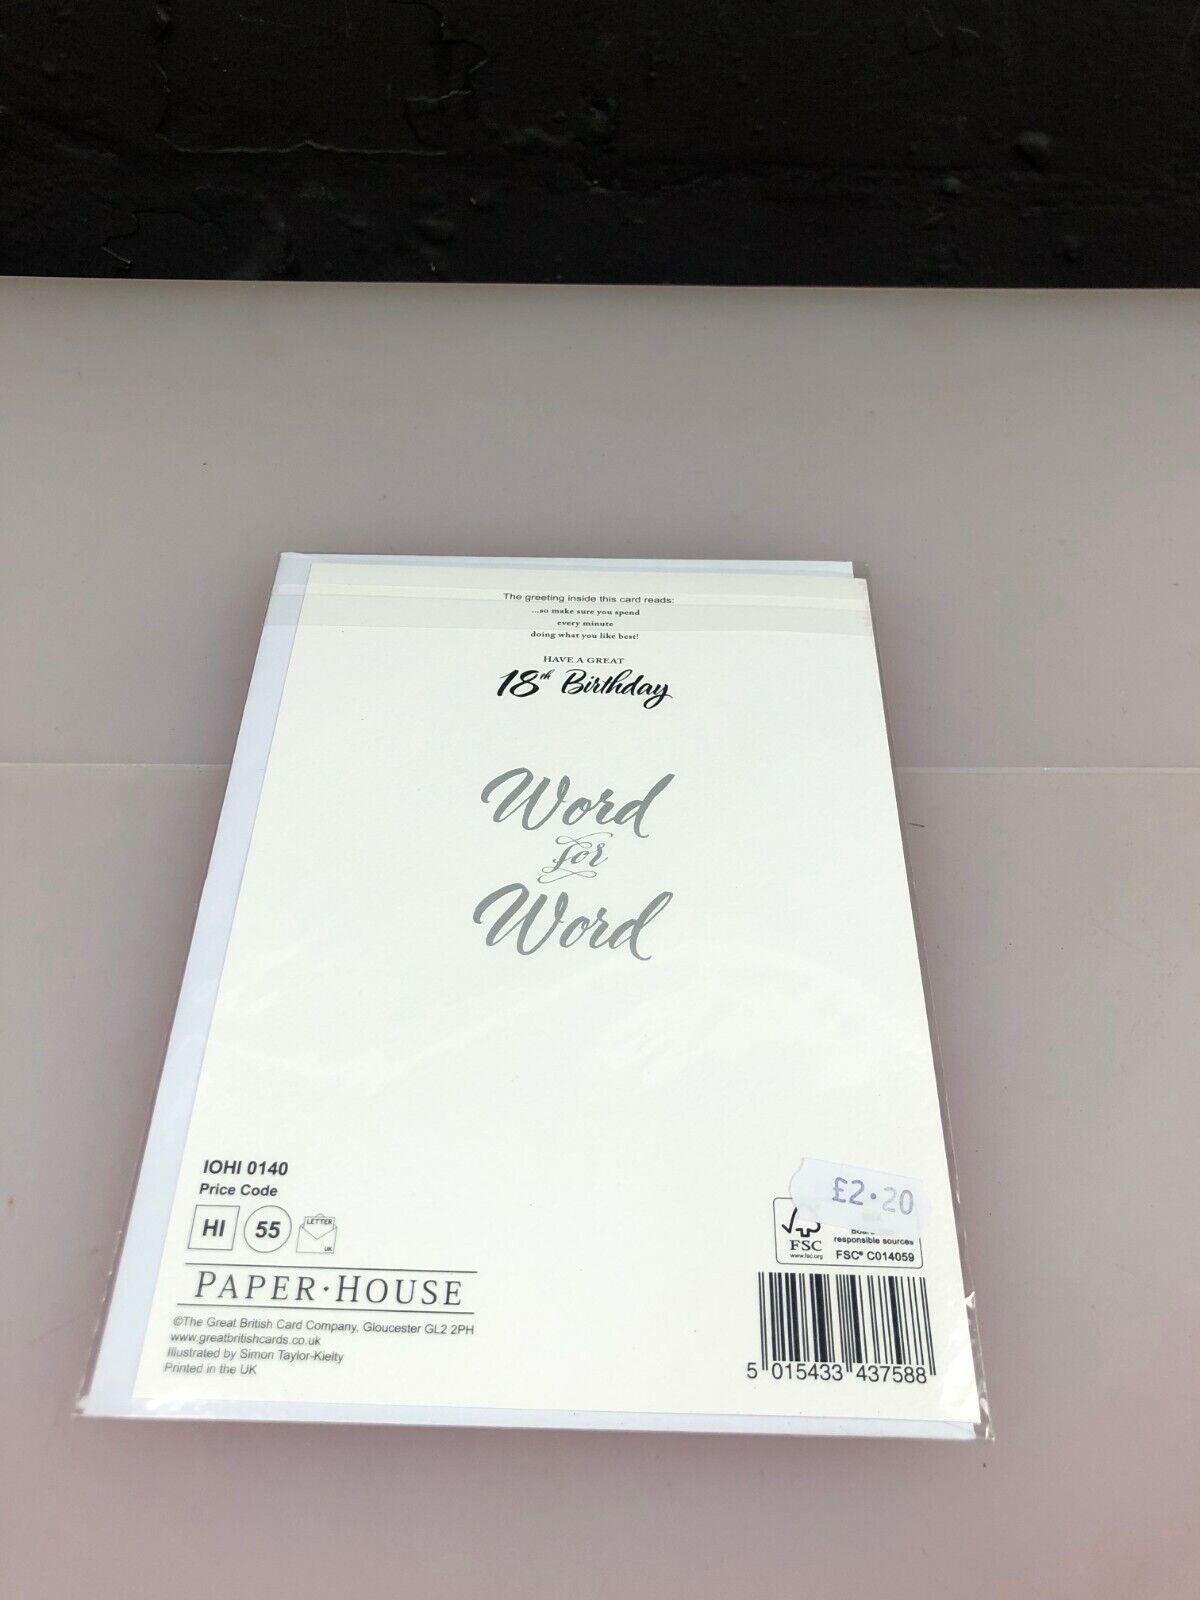 The greeting inside this card reads:
...so make sure you spend
every minute
doing what you like best!
HAVE A GREAT
18th Birthday
Word
for
Word
IOHI 0140
Price Code
HI 55 LETTER
UK
PAPER·HOUSE
©The Great British Card Company, Gloucester GL2 2PH
www.greatbritishcards.co.uk
Illustrated by Simon Taylor-Kielty
Printed in the UK
£2.20
responsible sources
FSC
www.fsc.org
FSC® C014059
5 015433 437588